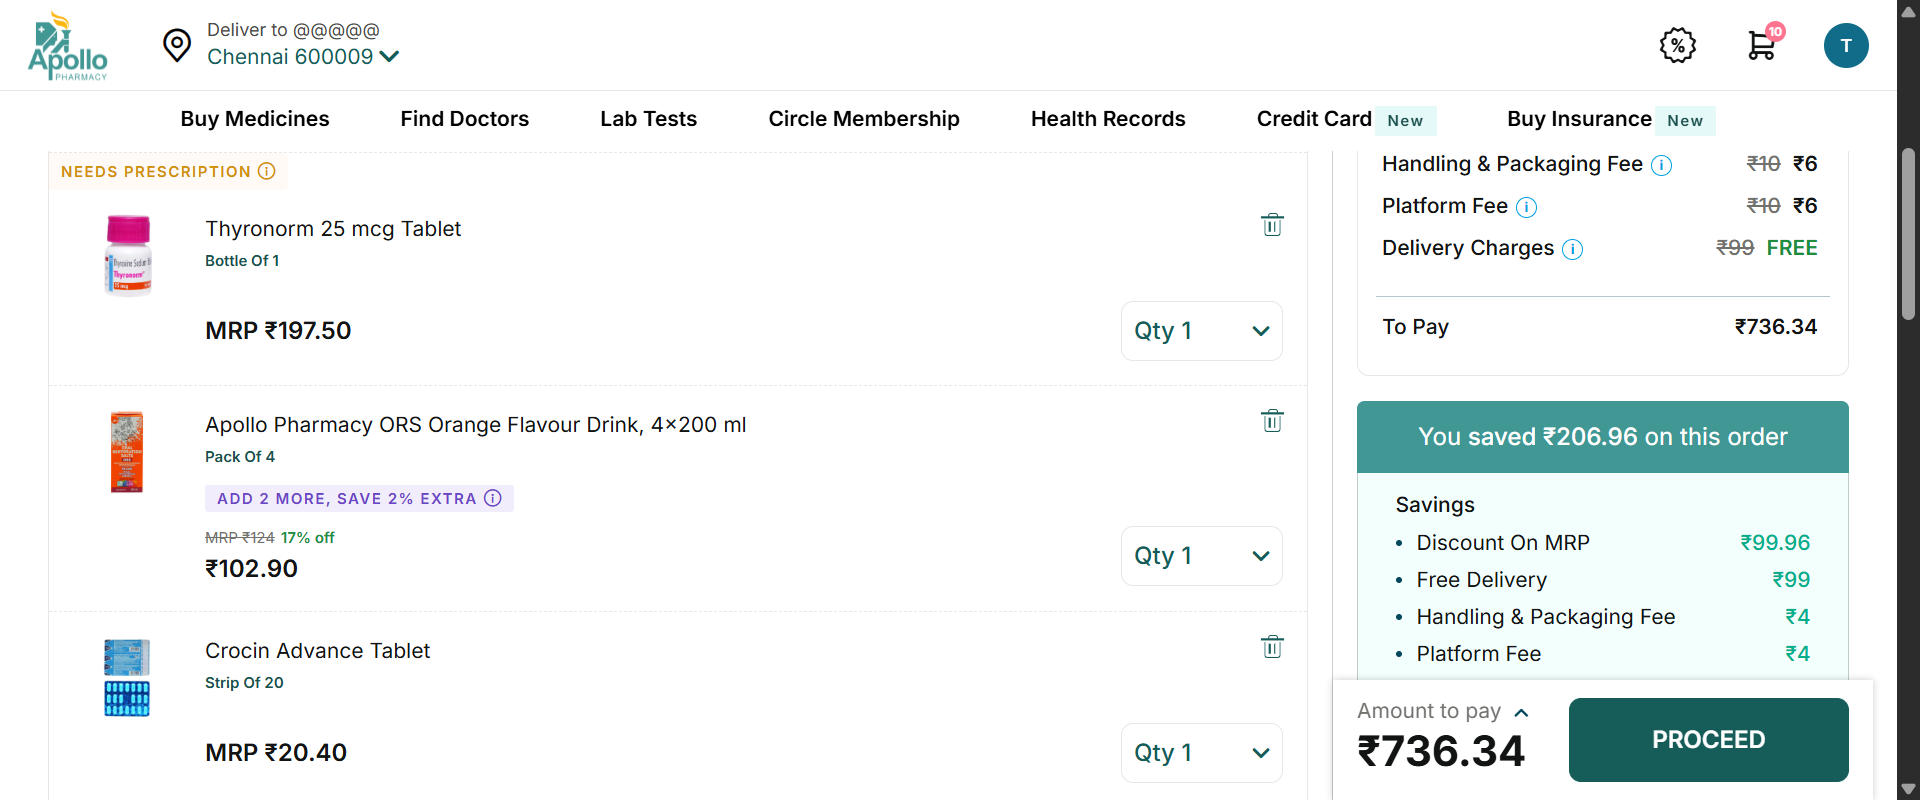 Apollo
PHARMACY
Deliver to @@@@@
Chennai 600009
10
T
Buy Medicines
Find Doctors
Lab Tests
Circle Membership
Health Records
Credit Card New
Buy Insurance New
NEEDS PRESCRIPTION
Thyronorm 25 mcg Tablet
Bottle Of 1
MRP ₹197.50
Qty 1
Apollo Pharmacy ORS Orange Flavour Drink, 4x200 ml
Pack Of 4
ADD 2 MORE, SAVE 2% EXTRA
MRP ₹124 17% off
₹102.90
Qty 1
Crocin Advance Tablet
Strip Of 20
MRP ₹20.40
Qty 1
Handling & Packaging Fee ₹10 ₹6
Platform Fee ₹10 ₹6
Delivery Charges ₹99 FREE
To Pay ₹736.34
You saved ₹206.96 on this order
Savings
• Discount On MRP ₹99.96
• Free Delivery ₹99
• Handling & Packaging Fee ₹4
• Platform Fee ₹4
Amount to pay
₹736.34
PROCEED